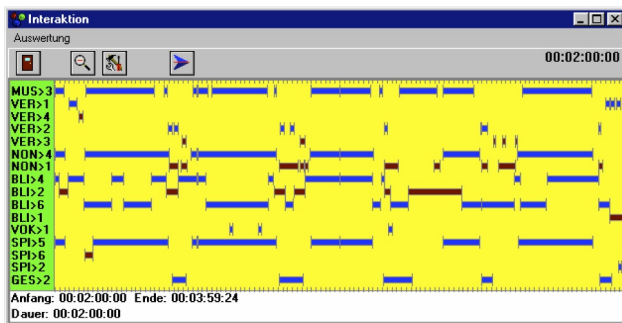 Interaktion
Auswertung
00:02:00:00
MUS>3
VER>1
VER>4
VER>2
VER>3
NON>4
NON>1
BLI>4
BLI>2
BLI>6
BLI>1
VOK>1
SPI>5
SPI>6
SPI>2
GES>2
Anfang: 00:02:00:00 Ende: 00:03:59:24
Dauer: 00:02:00:00